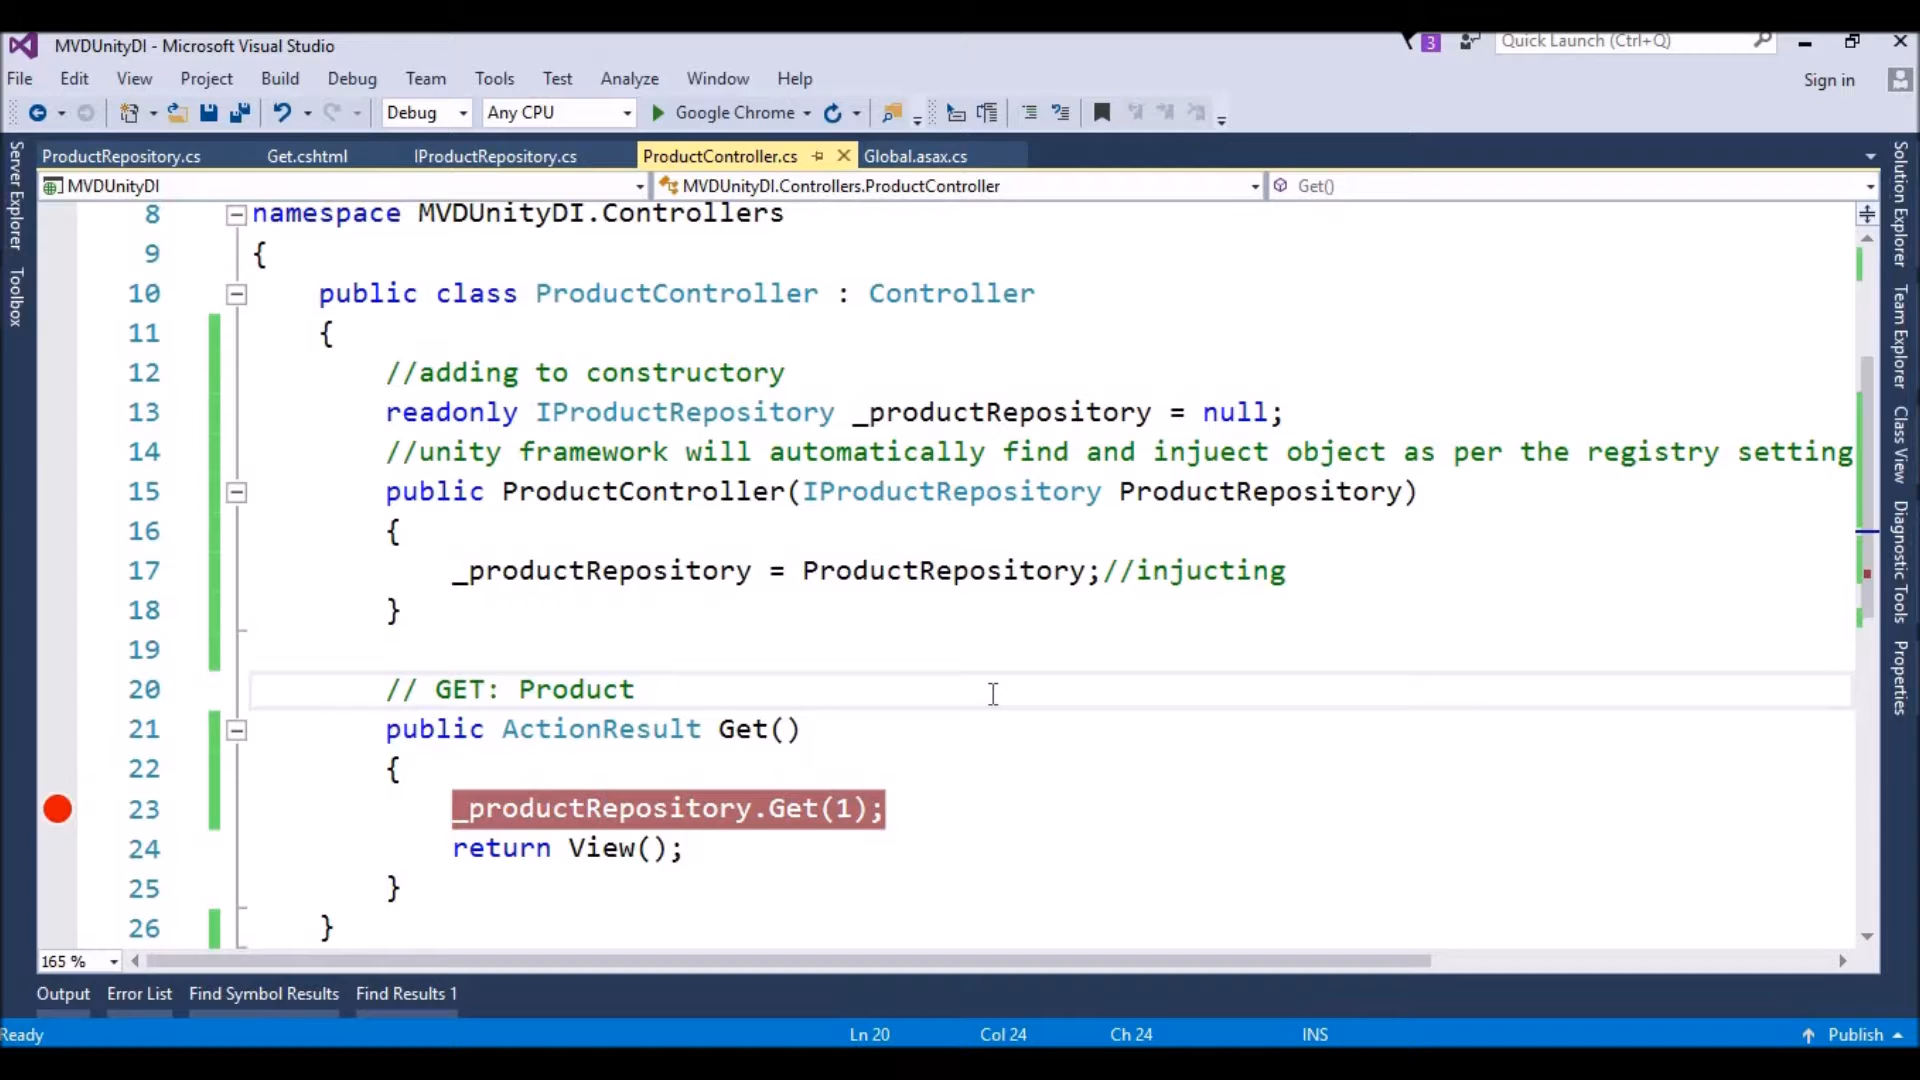 MVDUnityDI - Microsoft Visual Studio
3
Quick Launch (Ctrl+Q)
File Edit View Project Build Debug Team Tools Test Analyze Window Help
Sign in
Debug Any CPU Google Chrome
ProductRepository.cs Get.cshtml IProductRepository.cs ProductController.cs Global.asax.cs
MVDUnityDI MVDUnityDI.Controllers.ProductController Get()
Server Explorer
Toolbox
8 namespace MVDUnityDI.Controllers
9 {
10 public class ProductController : Controller
11 {
12 //adding to constructory
13 readonly IProductRepository _productRepository = null;
14 //unity framework will automatically find and injuect object as per the registry setting
15 public ProductController(IProductRepository ProductRepository)
16 {
17 _productRepository = ProductRepository;//injucting
18 }
19
20 // GET: Product
21 public ActionResult Get()
22 {
23 _productRepository.Get(1);
24 return View();
25 }
26 }
Solution Explorer
Team Explorer
Class View
Diagnostic Tools
Properties
165 %
Output Error List Find Symbol Results Find Results 1
Ready Ln 20 Col 24 Ch 24 INS Publish